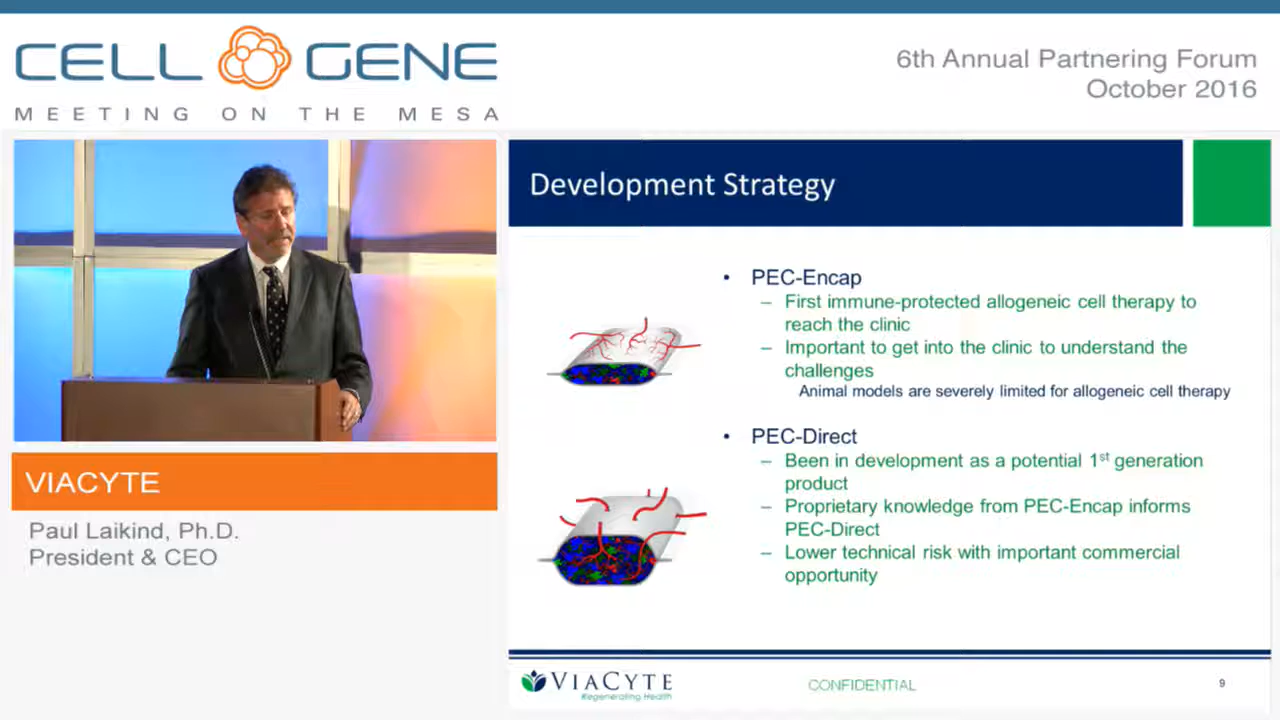 CELL GENE
MEETING ON THE MESA
6th Annual Partnering Forum
October 2016
VIACYTE
Paul Laikind, Ph.D.
President & CEO
Development Strategy
• PEC-Encap
– First immune-protected allogeneic cell therapy to
reach the clinic
– Important to get into the clinic to understand the
challenges
Animal models are severely limited for allogeneic cell therapy
• PEC-Direct
– Been in development as a potential 1st generation
product
– Proprietary knowledge from PEC-Encap informs
PEC-Direct
– Lower technical risk with important commercial
opportunity
VIACYTE
Regenerating Health
CONFIDENTIAL
9